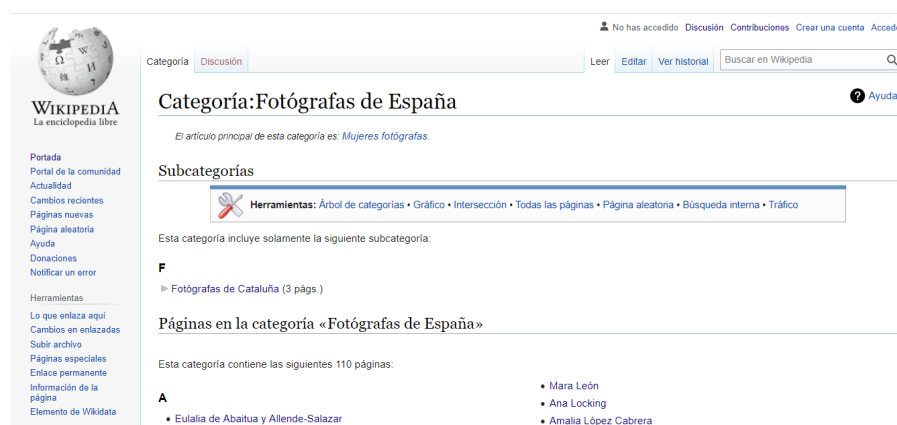 No has accedido Discusión Contribuciones Crear una cuenta Accede
Categoría Discusión
Leer Editar Ver historial Buscar en Wikipedia
WIKIPEDIA
La enciclopedia libre
Categoría:Fotógrafas de España
Ayuda
El artículo principal de esta categoría es: Mujeres fotógrafas.
Portada
Portal de la comunidad
Actualidad
Cambios recientes
Páginas nuevas
Página aleatoria
Ayuda
Donaciones
Notificar un error
Herramientas
Lo que enlaza aquí
Cambios en enlazadas
Subir archivo
Páginas especiales
Enlace permanente
Información de la
página
Elemento de Wikidata
Subcategorías
Herramientas: Árbol de categorías • Gráfico • Intersección • Todas las páginas • Página aleatoria • Búsqueda interna • Tráfico
Esta categoría incluye solamente la siguiente subcategoría:
F
Fotógrafas de Cataluña (3 págs.)
Páginas en la categoría «Fotógrafas de España»
Esta categoría contiene las siguientes 110 páginas:
A
• Eulalia de Abaitua y Allende-Salazar
• Mara León
• Ana Locking
• Amalia López Cabrera